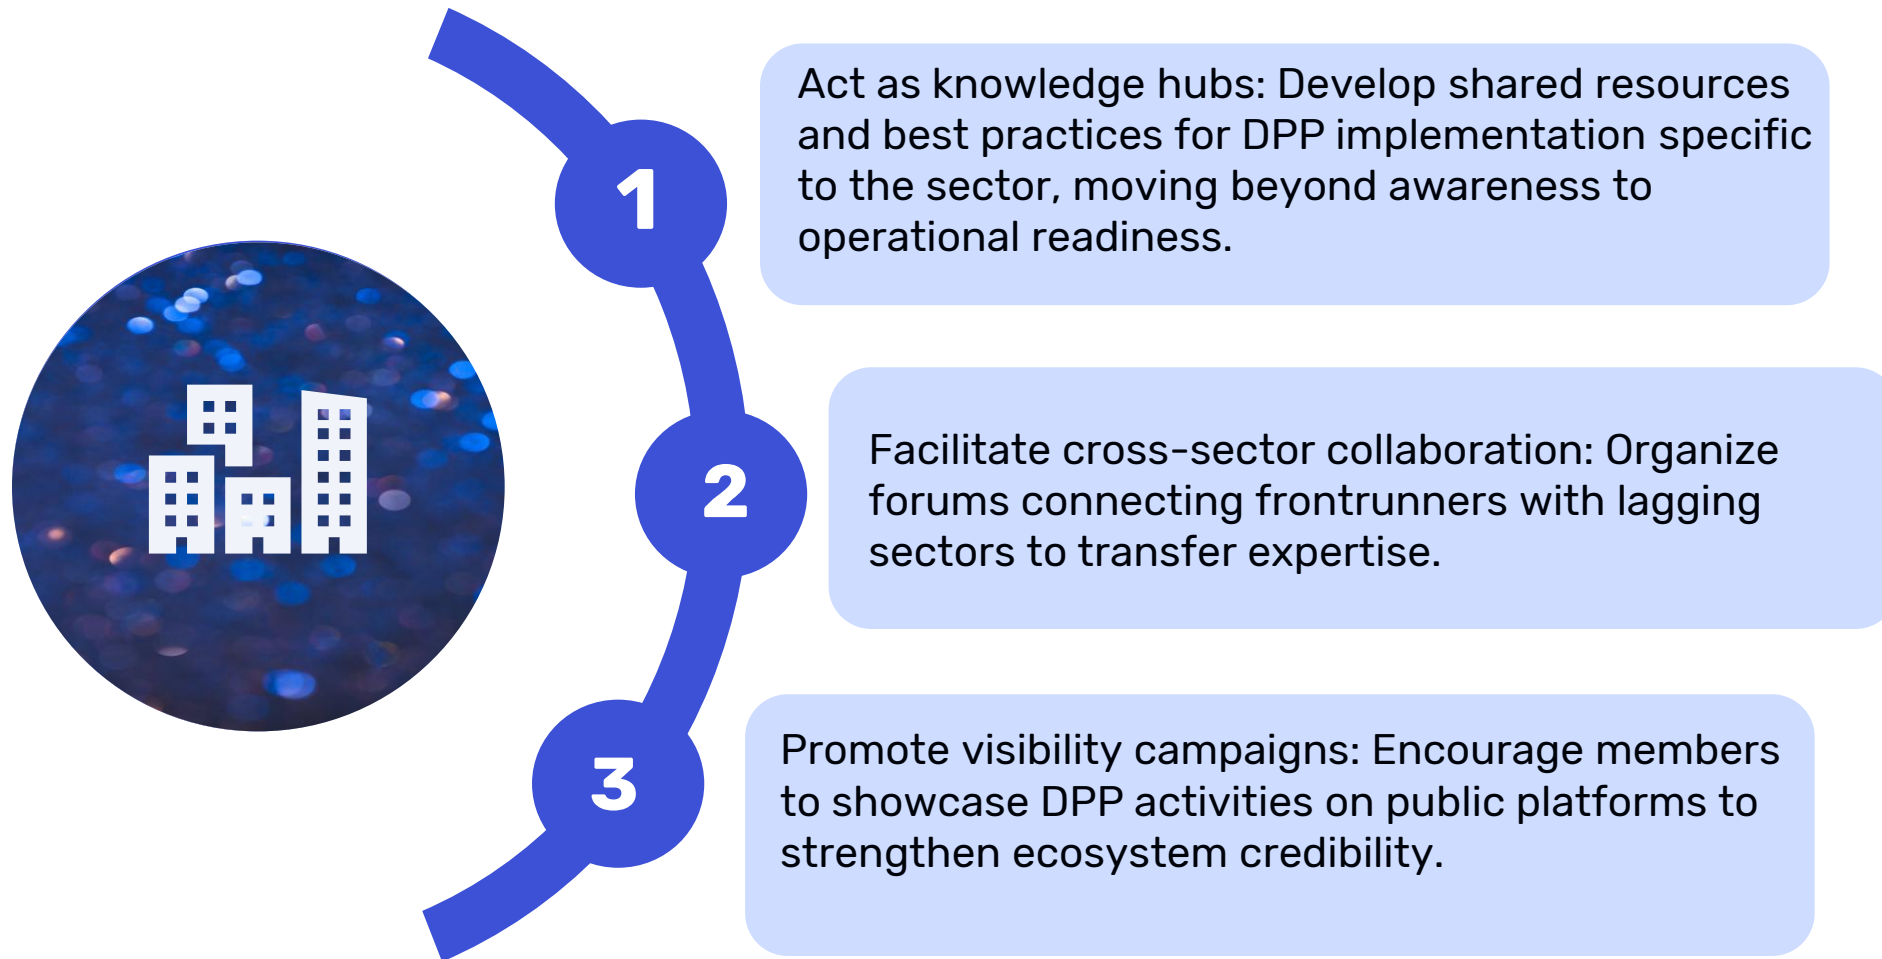 1
Act as knowledge hubs: Develop shared resources
and best practices for DPP implementation specific
to the sector, moving beyond awareness to
operational readiness.
2
Facilitate cross-sector collaboration: Organize
forums connecting frontrunners with lagging
sectors to transfer expertise.
3
Promote visibility campaigns: Encourage members
to showcase DPP activities on public platforms to
strengthen ecosystem credibility.